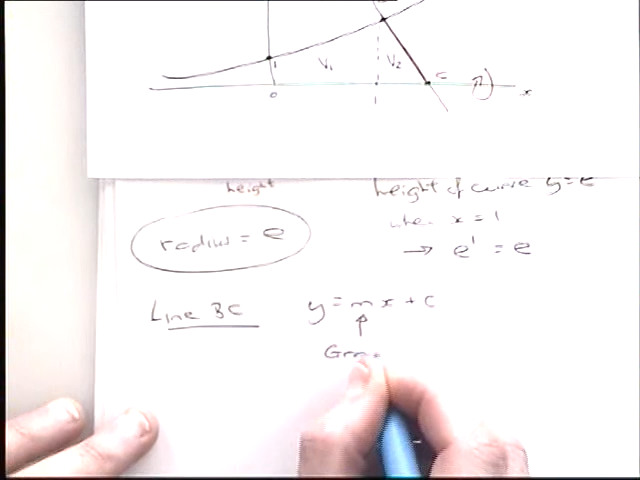 1
V₁
V₂
C
0
1
x
height
height of curve y = e
when x = 1
radius = e
→ e¹ = e
Line BC
y = mx + c